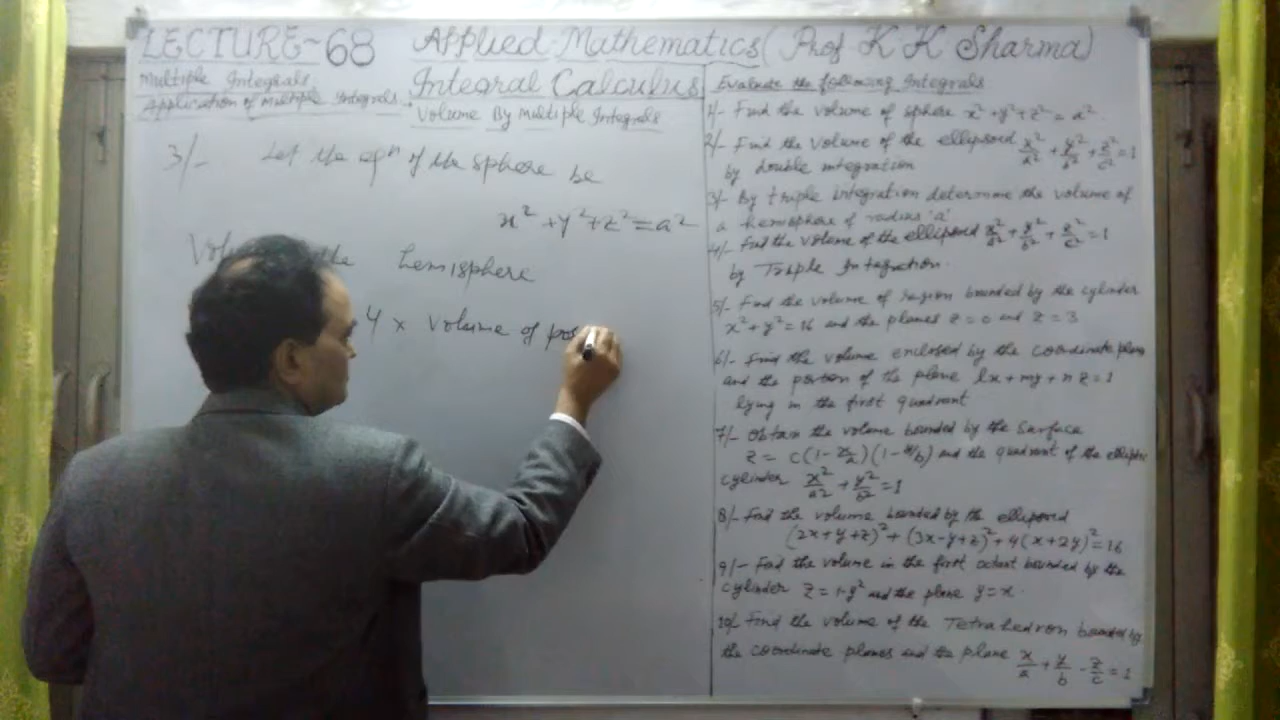 LECTURE-68 Applied Mathematics (Prof K K Sharma)
Multiple Integrals
Application of multiple Integrals
Integral Calculus
Volume By Multiple Integrals
3/- Let the eqn of the sphere be
x² + y² + z² = a²
the hemisphere
4 × volume of
Evaluate the following Integrals
1/- Find the volume of sphere x² + y² + z² = a²
2/- Find the volume of the ellipsoid x²/a² + y²/b² + z²/c² = 1
by double integration
3/- By triple integration determine the volume of
a hemisphere of radius 'a'
4/- Find the volume of the ellipsoid x²/a² + y²/b² + z²/c² = 1
by Triple Integration.
5/- Find the volume of region bounded by the cylinder
x² + y² = 16 and the planes z = 0 and z = 3
6/- Find the volume enclosed by the coordinate plans
and the portion of the plane lx + my + nz = 1
lying in the first quadrant
7/- Obtain the volume bounded by the Surface
z = c(1 - x/a)(1 - y/b) and the quadrant of the elliptic
cylinder x²/a² + y²/b² = 1
8/- Find the volume bounded by the ellipsoid
(2x+y+z)² + (3x-y+z)² + 4(x+2y)² = 16
9/- Find the volume in the first octant bounded by the
cylinder z = 1-y² and the plane y = x.
10/ Find the volume of the Tetrahedron bounded by
the coordinate planes and the plane x/a + y/b - z/c = 1